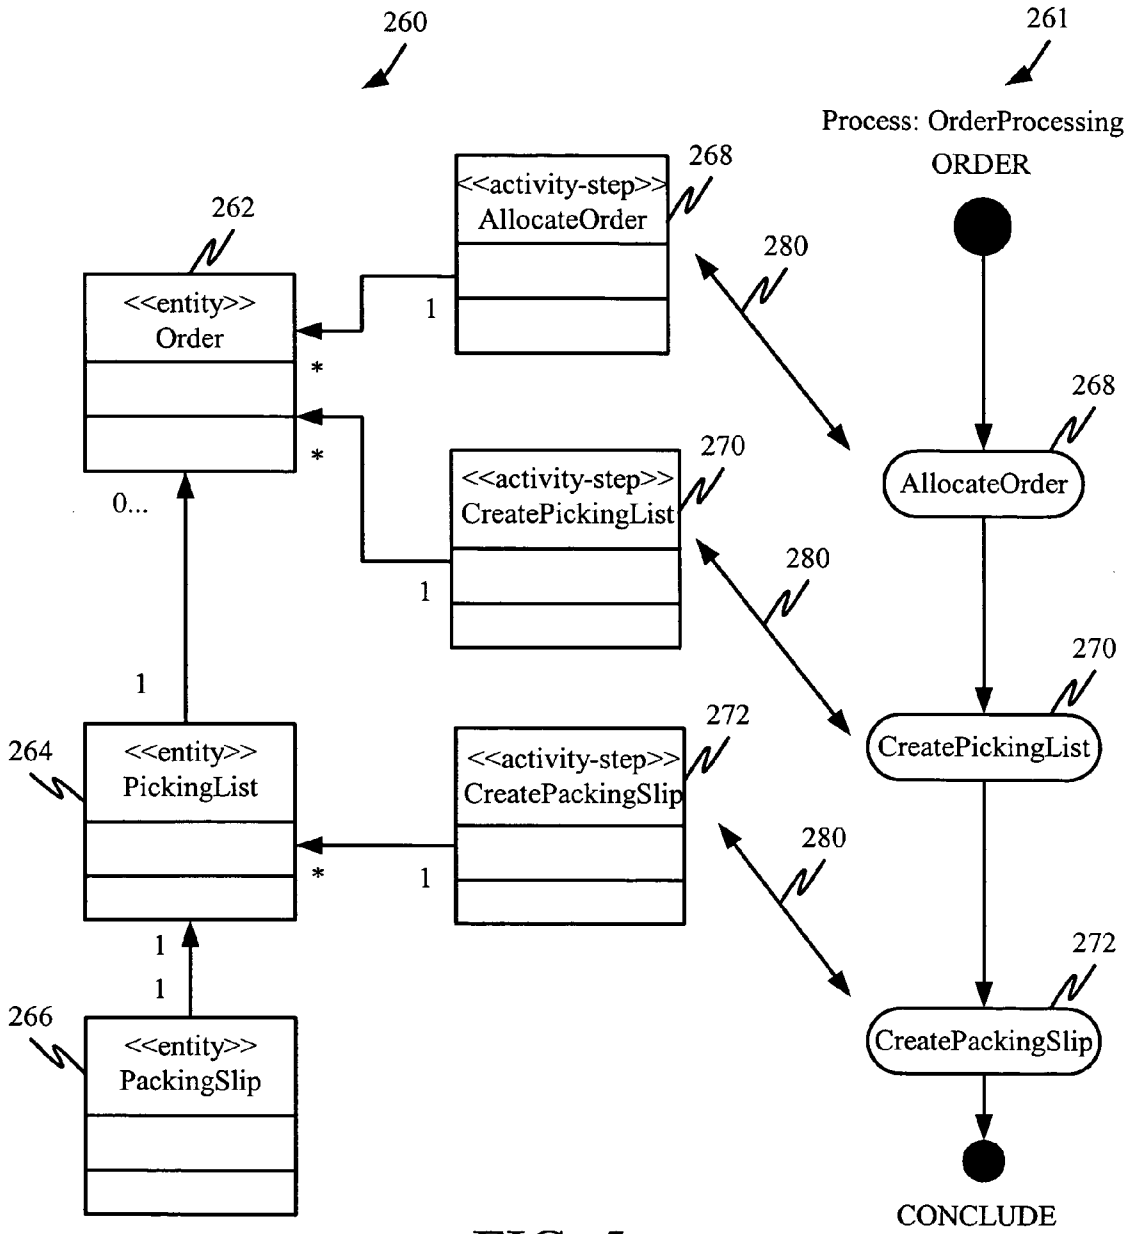 260
261
Process: OrderProcessing
ORDER
268
<<activity-step>>
AllocateOrder
262
280
<<entity>>
Order
1
*
268
*
270
<<activity-step>>
CreatePickingList
AllocateOrder
0...
280
1
270
1
272
<<entity>>
PickingList
264
<<activity-step>>
CreatePackingSlip
CreatePickingList
*
1
280
1
1
272
266
<<entity>>
PackingSlip
CreatePackingSlip
CONCLUDE